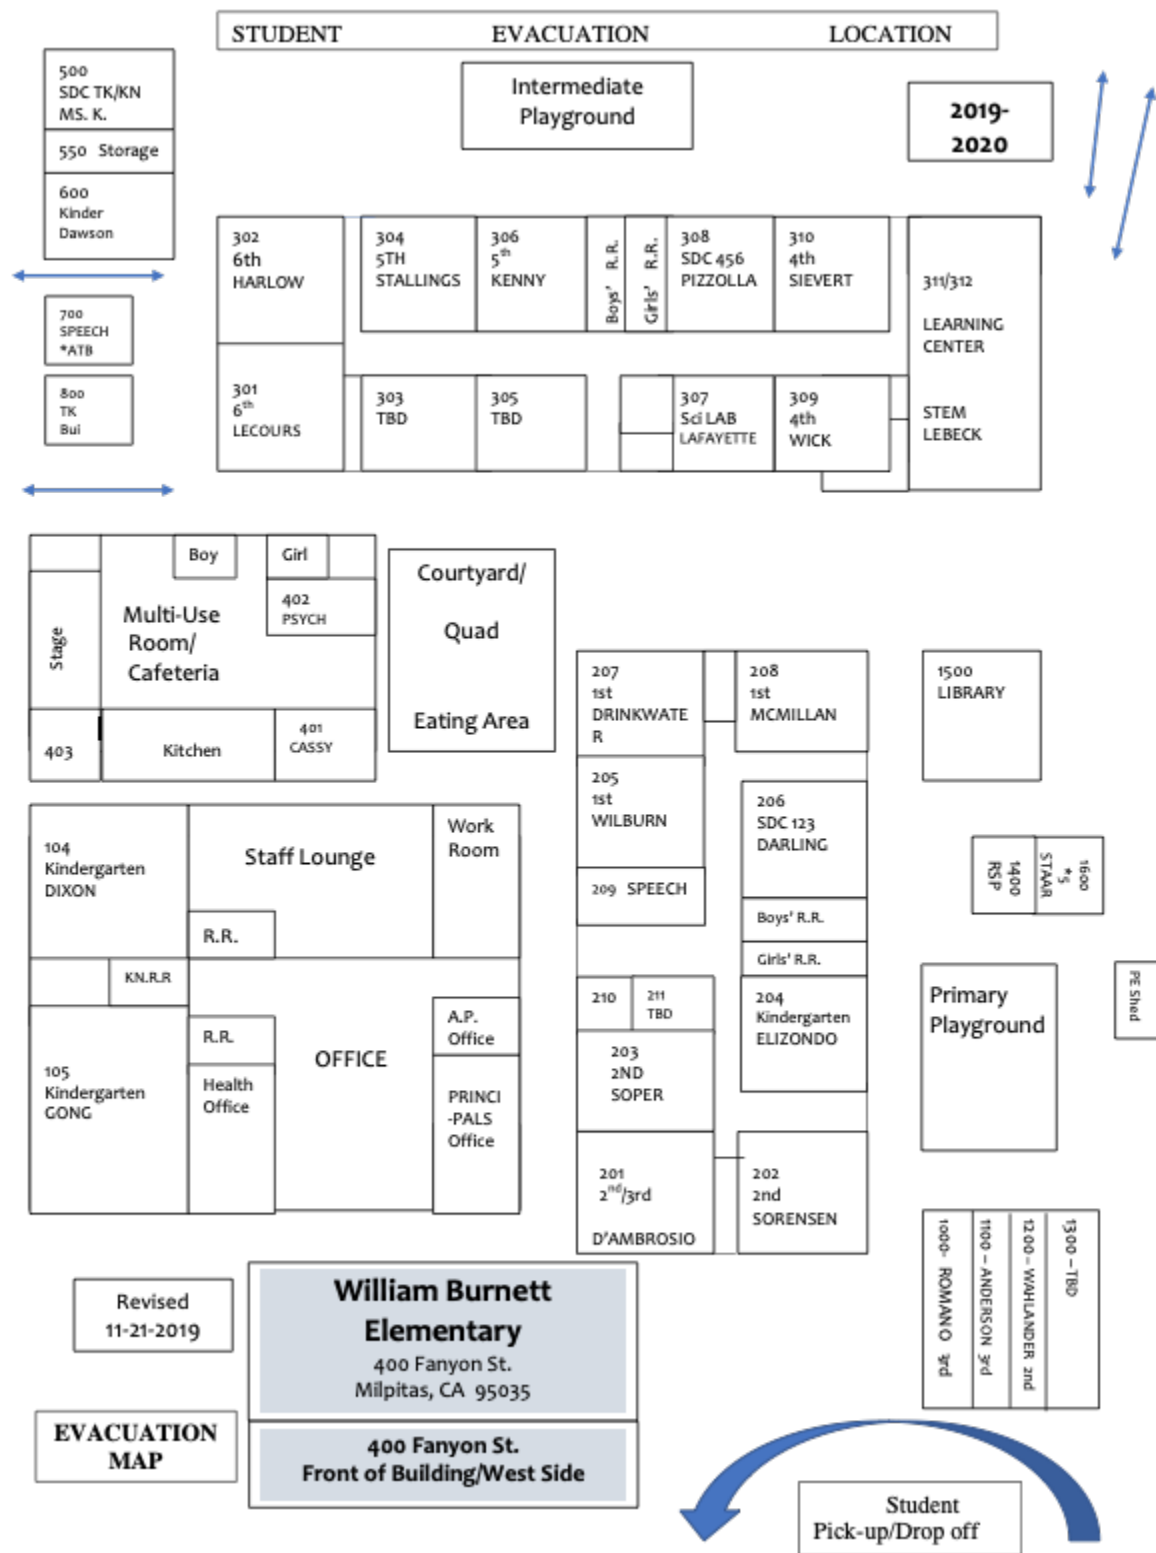 STUDENT EVACUATION LOCATION
Intermediate
Playground
2019-
2020
500
SDC TK/KN
MS. K.
550 Storage
600
Kinder
Dawson
700
SPEECH
*ATB
800
TK
Bui
302
6th
HARLOW
304
5TH
STALLINGS
306
5th
KENNY
Boys' R.R.
Girls' R.R.
308
SDC 456
PIZZOLLA
310
4th
SIEVERT
311/312
LEARNING
CENTER
STEM
LEBECK
301
6th
LECOURS
303
TBD
305
TBD
307
Sci LAB
LAFAYETTE
309
4th
WICK
Boy
Girl
402
PSYCH
Stage
Multi-Use
Room/
Cafeteria
403
Kitchen
401
CASSY
Courtyard/
Quad
Eating Area
207
1st
DRINKWATE
R
208
1st
MCMILLAN
205
1st
WILBURN
206
SDC 123
DARLING
209 SPEECH
Boys' R.R.
Girls' R.R.
210
211
TBD
204
Kindergarten
ELIZONDO
203
2ND
SOPER
201
2nd/3rd
D'AMBROSIO
202
2nd
SORENSEN
1500
LIBRARY
1600
*5
STAAR
1400
RSP
Primary
Playground
PE Shed
1000- ROMANO 3rd
1100 – ANDERSON 3rd
1200 – WAHLANDER 2nd
1300 – TBD
104
Kindergarten
DIXON
Staff Lounge
Work
Room
R.R.
KN.R.R
R.R.
105
Kindergarten
GONG
Health
Office
OFFICE
A.P.
Office
PRINCI
-PALS
Office
Revised
11-21-2019
William Burnett
Elementary
400 Fanyon St.
Milpitas, CA 95035
EVACUATION
MAP
400 Fanyon St.
Front of Building/West Side
Student
Pick-up/Drop off